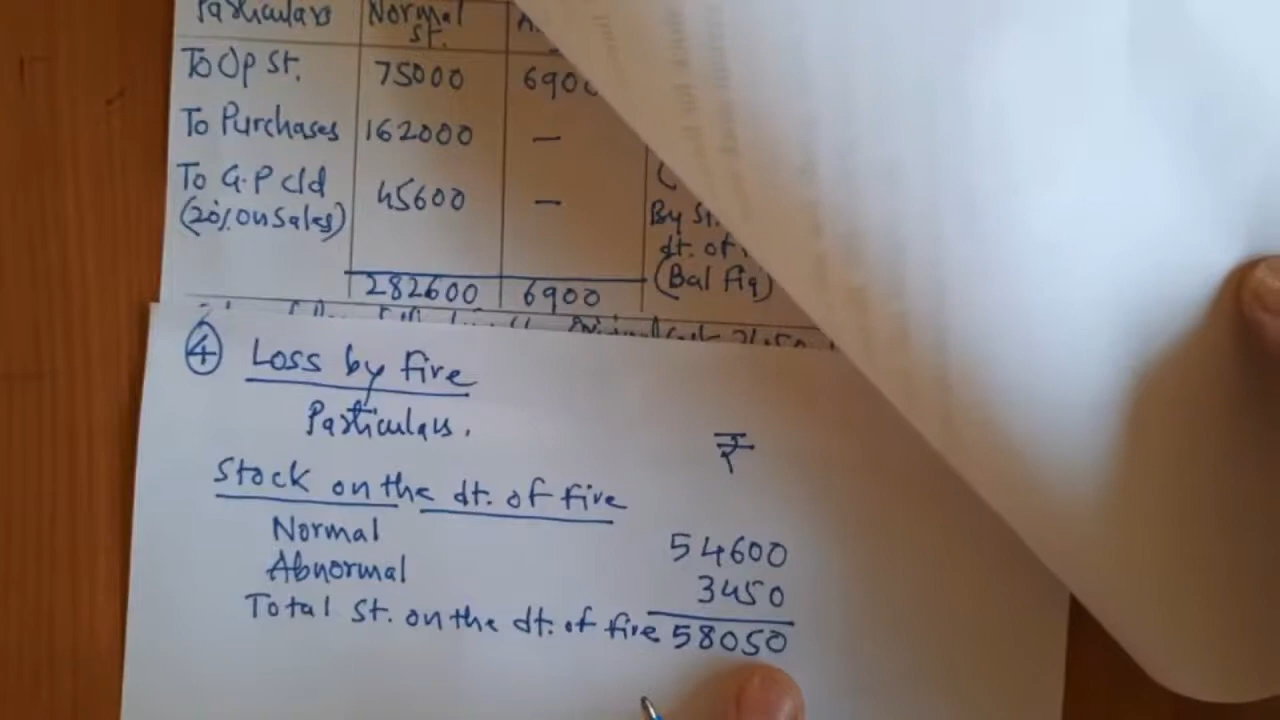 Particulars Normal
St.
To Op St. 75000 6900
To Purchases 162000 —
To G.P c/d 45600 —
(20% on Sales)
By St.
dt. of
(Bal Fig)
282600 6900
④ Loss by fire
Particulars. ₹
Stock on the dt. of fire
Normal 54600
Abnormal 3450
Total St. on the dt. of fire 58050